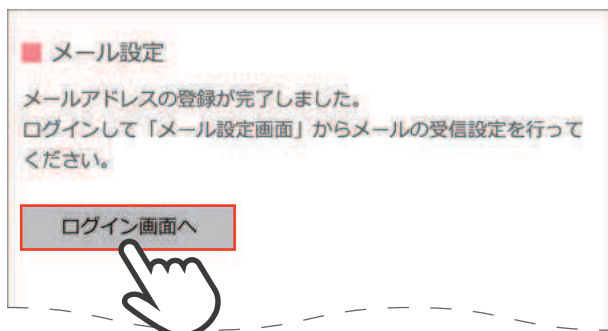 メール設定
メールアドレスの登録が完了しました。
ログインして「メール設定画面」からメールの受信設定を行って
ください。
ログイン画面へ